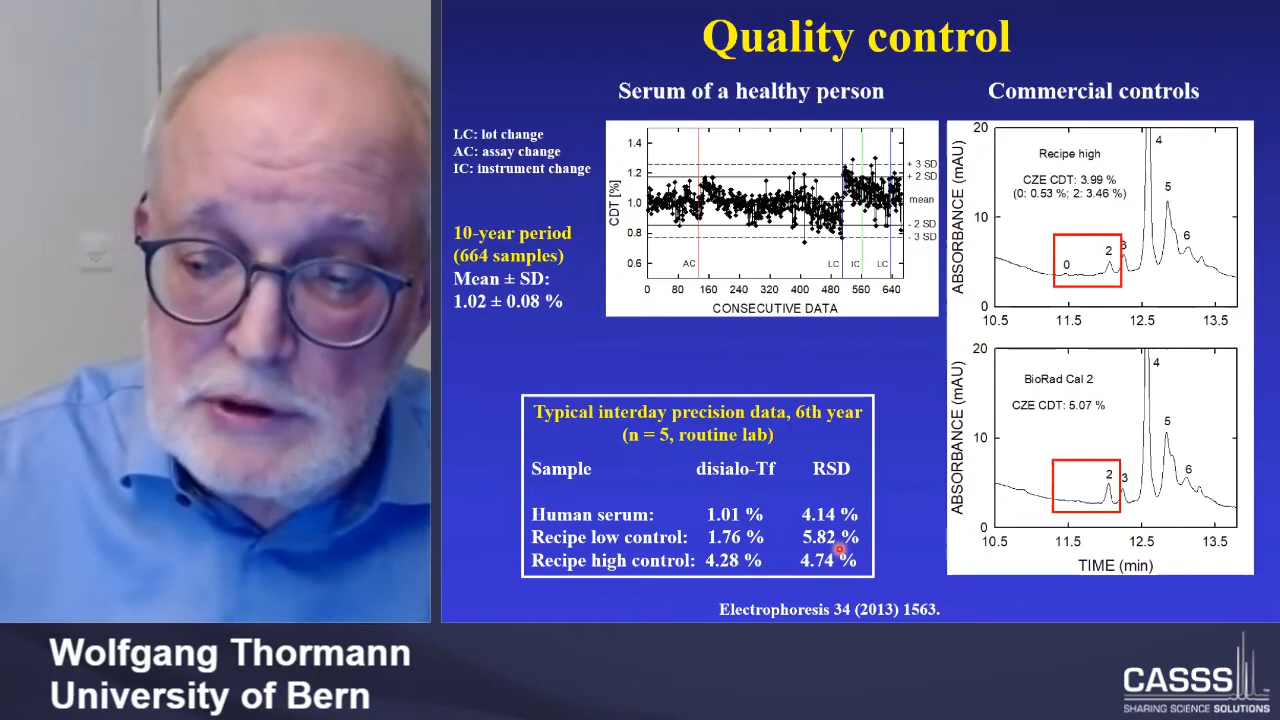 Quality control
Serum of a healthy person
Commercial controls
LC: lot change
AC: assay change
IC: instrument change
10-year period
(664 samples)
Mean ± SD:
1.02 ± 0.08 %
CDT [%]
1.4
1.2
1.0
0.8
0.6
+ 3 SD
+ 2 SD
mean
- 2 SD
- 3 SD
AC
LC
IC
LC
0 80 160 240 320 400 480 560 640
CONSECUTIVE DATA
ABSORBANCE (mAU)
20
10
0
Recipe high
CZE CDT: 3.99 %
(0: 0.53 %; 2: 3.46 %)
0
2
3
4
5
6
10.5 11.5 12.5 13.5
ABSORBANCE (mAU)
20
10
0
BioRad Cal 2
CZE CDT: 5.07 %
2
3
4
5
6
10.5 11.5 12.5 13.5
TIME (min)
Typical interday precision data, 6th year
(n = 5, routine lab)
Sample disialo-Tf RSD
Human serum: 1.01 % 4.14 %
Recipe low control: 1.76 % 5.82 %
Recipe high control: 4.28 % 4.74 %
Electrophoresis 34 (2013) 1563.
Wolfgang Thormann
University of Bern
CASSS
SHARING SCIENCE SOLUTIONS